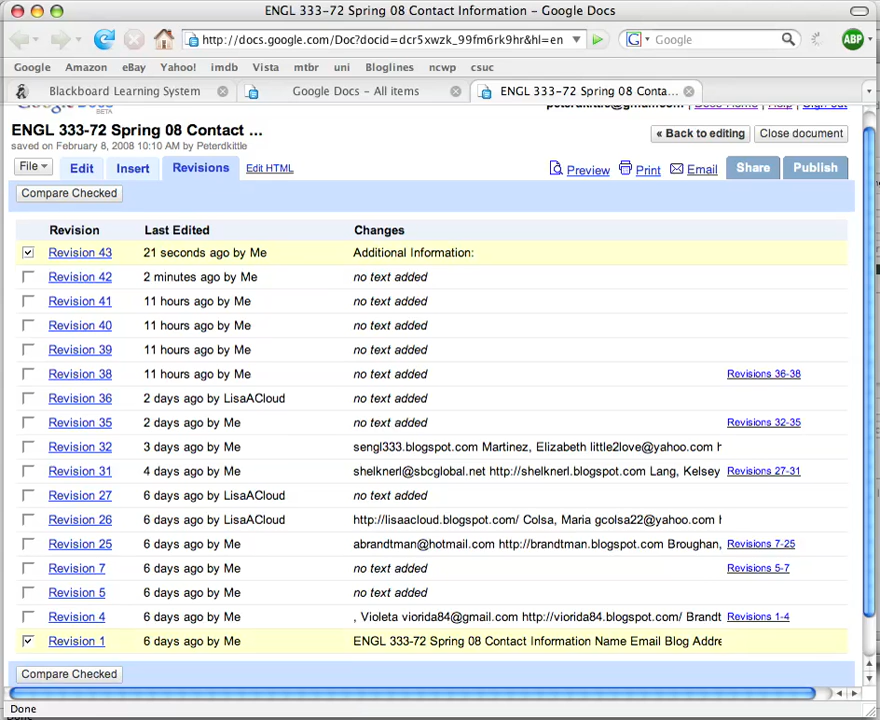 ENGL 333-72 Spring 08 Contact Information - Google Docs
http://docs.google.com/Doc?docid=dcr5xwzk_99fm6rk9hr&hl=en
G Google
ABP
Google Amazon eBay Yahoo! imdb Vista mtbr uni Bloglines ncwp csuc
Blackboard Learning System Google Docs - All items ENGL 333-72 Spring 08 Conta...
Google Docs peterdkittle@gmail.com | Docs Home | Help | Sign out
BETA
ENGL 333-72 Spring 08 Contact ...
saved on February 8, 2008 10:10 AM by Peterdkittle
« Back to editing Close document
File Edit Insert Revisions Edit HTML Preview Print Email Share Publish
Compare Checked
Revision Last Edited Changes
Revision 43 21 seconds ago by Me Additional Information:
Revision 42 2 minutes ago by Me no text added
Revision 41 11 hours ago by Me no text added
Revision 40 11 hours ago by Me no text added
Revision 39 11 hours ago by Me no text added
Revision 38 11 hours ago by Me no text added Revisions 36-38
Revision 36 2 days ago by LisaACloud no text added
Revision 35 2 days ago by Me no text added Revisions 32-35
Revision 32 3 days ago by Me sengl333.blogspot.com Martinez, Elizabeth little2love@yahoo.com h
Revision 31 4 days ago by Me shelknerl@sbcglobal.net http://shelknerl.blogspot.com Lang, Kelsey Revisions 27-31
Revision 27 6 days ago by LisaACloud no text added
Revision 26 6 days ago by LisaACloud http://lisaacloud.blogspot.com/ Colsa, Maria gcolsa22@yahoo.com h
Revision 25 6 days ago by Me abrandtman@hotmail.com http://brandtman.blogspot.com Broughan, Revisions 7-25
Revision 7 6 days ago by Me no text added Revisions 5-7
Revision 5 6 days ago by Me no text added
Revision 4 6 days ago by Me , Violeta viorida84@gmail.com http://viorida84.blogspot.com/ Brandt Revisions 1-4
Revision 1 6 days ago by Me ENGL 333-72 Spring 08 Contact Information Name Email Blog Addre
Compare Checked
Done